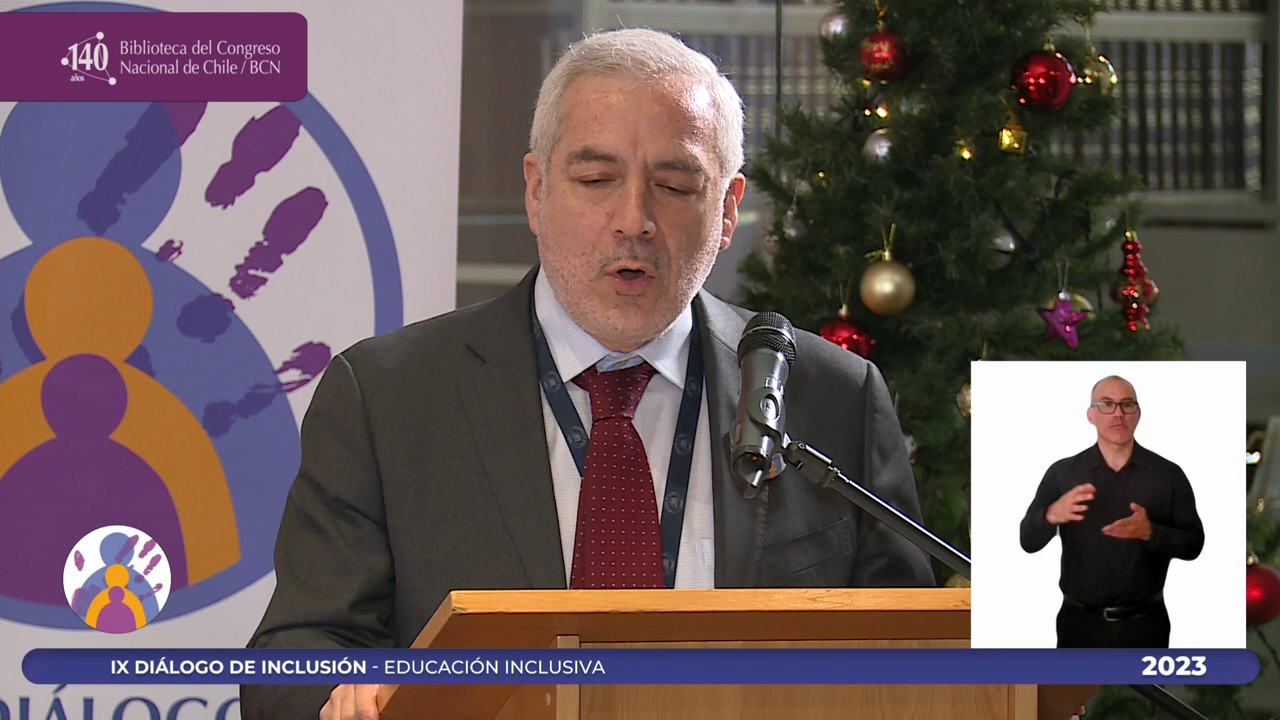 140
años
Biblioteca del Congreso
Nacional de Chile / BCN
IX DIÁLOGO DE INCLUSIÓN - EDUCACIÓN INCLUSIVA
2023
DIÁLOGO